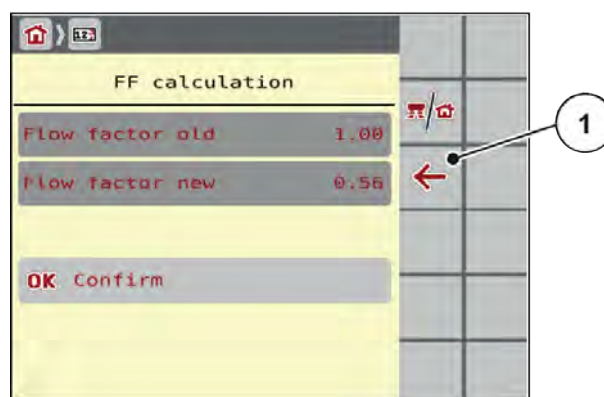 FF calculation
Flow factor old 1.00
Flow factor new 0.56
OK Confirm
1